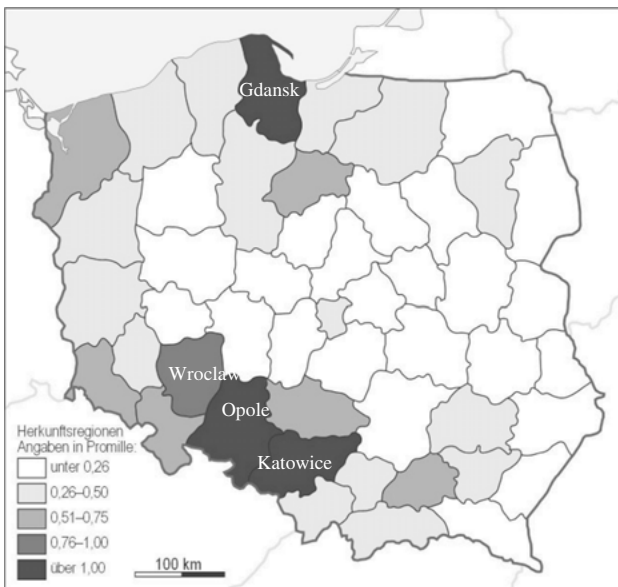 Gdansk
Wroclaw
Opole
Katowice
Herkunftsregionen
Angaben in Promille:
unter 0,26
0,26–0,50
0,51–0,75
0,76–1,00
über 1,00
100 km